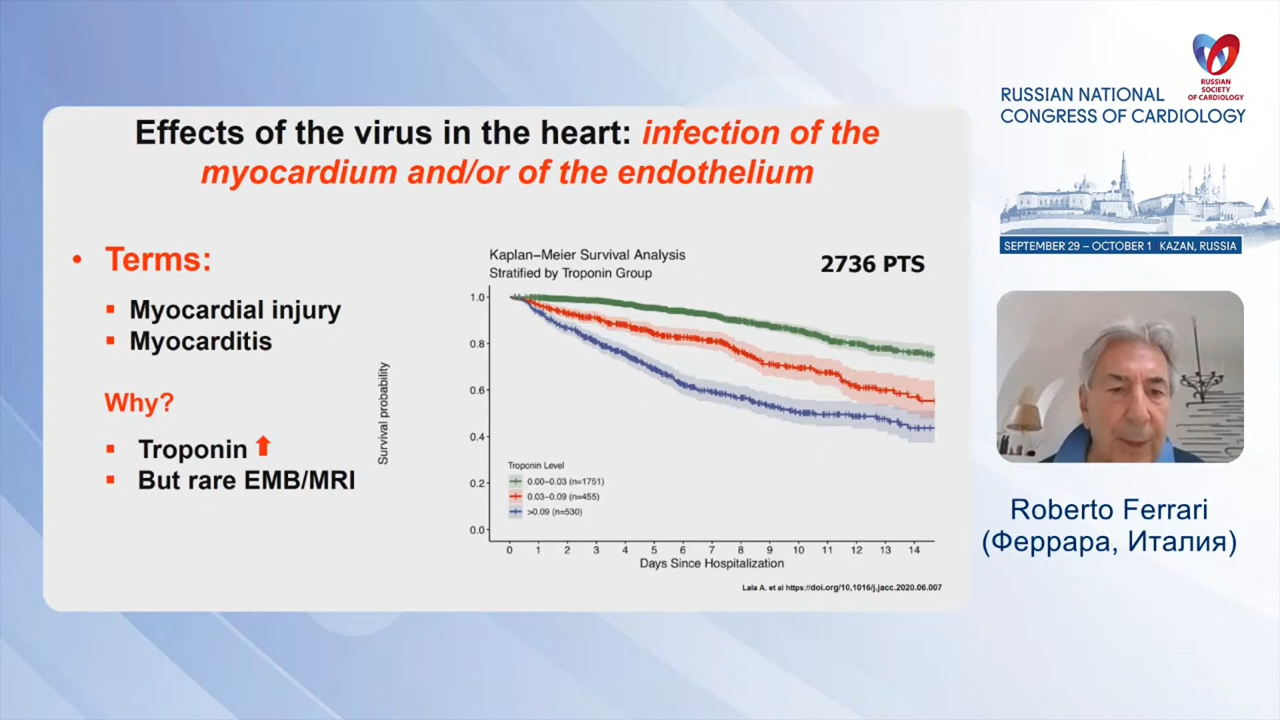 Effects of the virus in the heart: infection of the
myocardium and/or of the endothelium
• Terms:
▪ Myocardial injury
▪ Myocarditis
Why?
▪ Troponin
▪ But rare EMB/MRI
Kaplan-Meier Survival Analysis
Stratified by Troponin Group
2736 PTS
Survival probability
1.0
0.8
0.6
0.4
0.2
0.0
Troponin Level
0.00-0.03 (n=1751)
0.03-0.09 (n=455)
>0.09 (n=530)
0 1 2 3 4 5 6 7 8 9 10 11 12 13 14
Days Since Hospitalization
Lala A. et al https://doi.org/10,1016/j.jacc.2020.06.007
RUSSIAN
SOCIETY
OF CARDIOLOGY
RUSSIAN NATIONAL
CONGRESS OF CARDIOLOGY
SEPTEMBER 29 – OCTOBER 1 | KAZAN, RUSSIA
Roberto Ferrari
(Феррара, Италия)